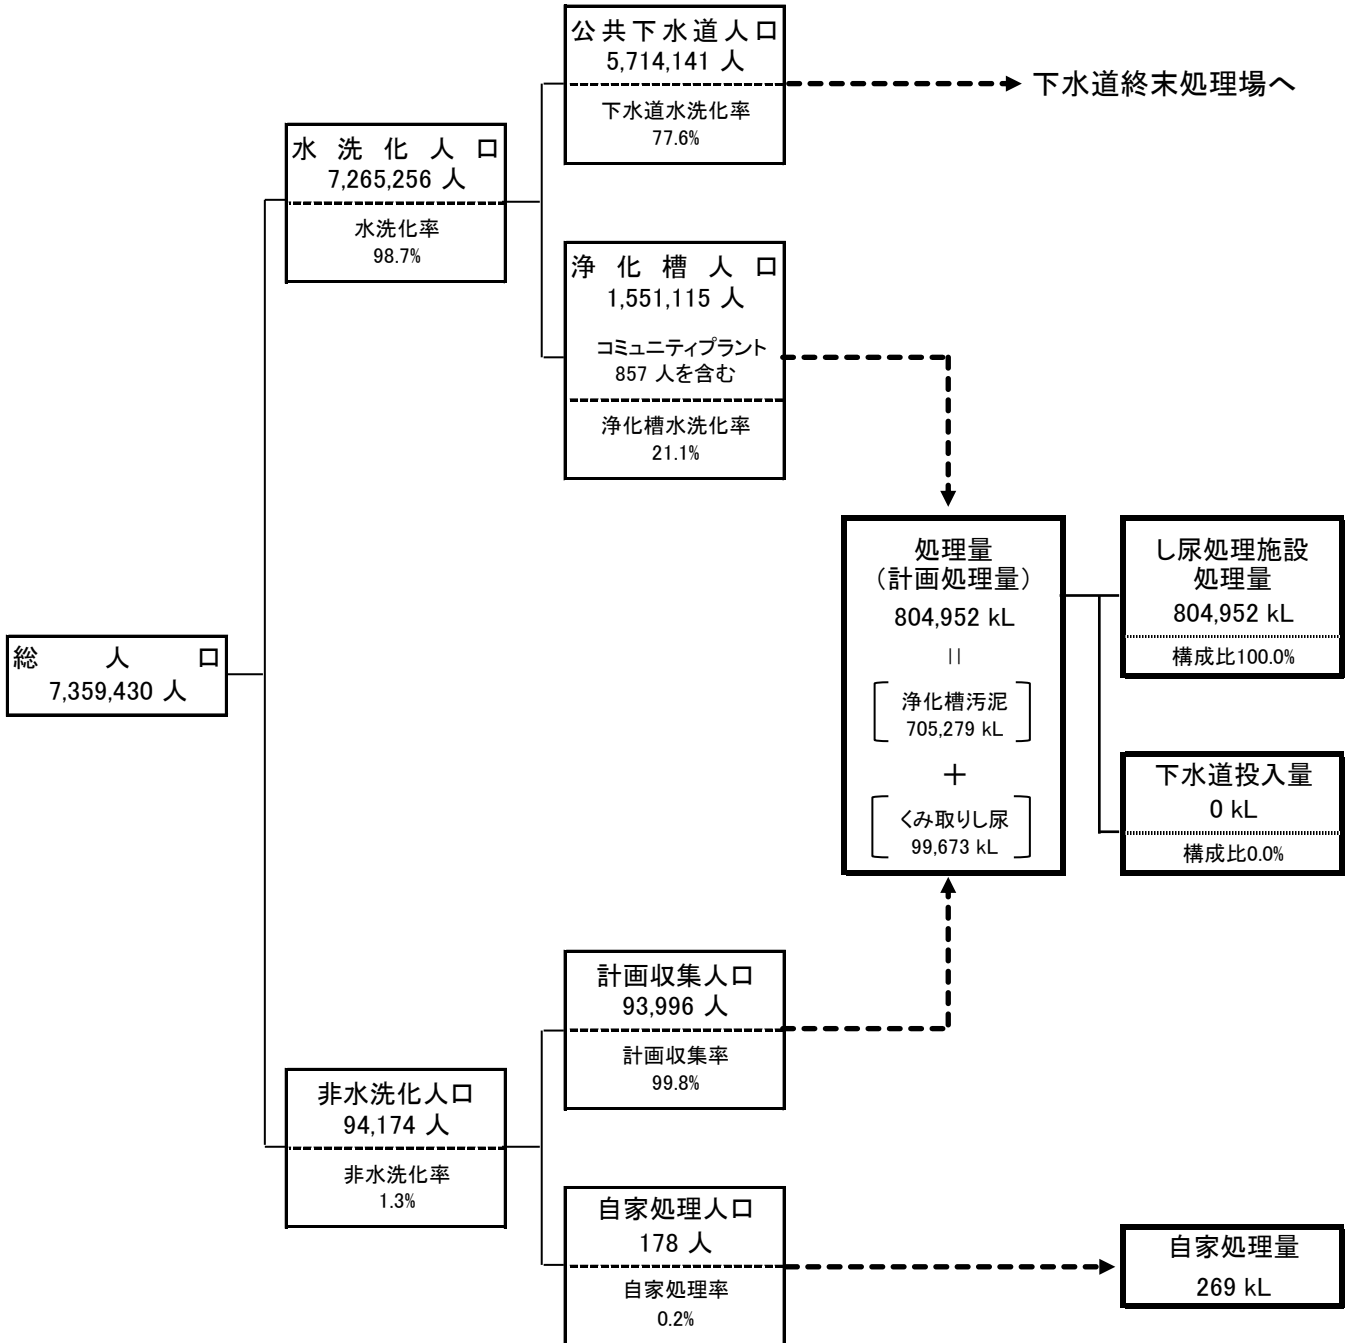 公共下水道人口
5,714,141 人
下水道水洗化率
77.6%
下水道終末処理場へ
水洗化人口
7,265,256 人
水洗化率
98.7%
浄化槽人口
1,551,115 人
コミュニティプラント
857 人を含む
浄化槽水洗化率
21.1%
処理量
（計画処理量）
804,952 kL
||
浄化槽汚泥
705,279 kL
＋
くみ取りし尿
99,673 kL
し尿処理施設
処理量
804,952 kL
構成比100.0%
下水道投入量
0 kL
構成比0.0%
総人口
7,359,430 人
計画収集人口
93,996 人
計画収集率
99.8%
非水洗化人口
94,174 人
非水洗化率
1.3%
自家処理人口
178 人
自家処理率
0.2%
自家処理量
269 kL